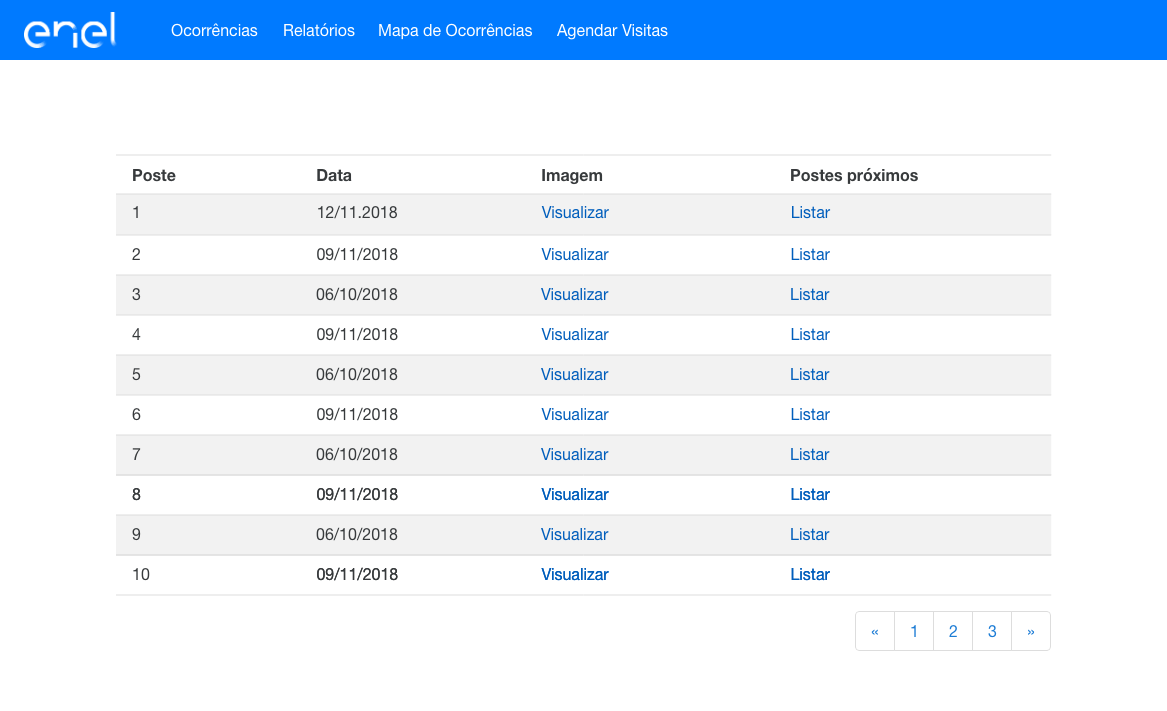 enel Ocorrências Relatórios Mapa de Ocorrências Agendar Visitas
Poste Data Imagem Postes próximos
1 12/11.2018 Visualizar Listar
2 09/11/2018 Visualizar Listar
3 06/10/2018 Visualizar Listar
4 09/11/2018 Visualizar Listar
5 06/10/2018 Visualizar Listar
6 09/11/2018 Visualizar Listar
7 06/10/2018 Visualizar Listar
8 09/11/2018 Visualizar Listar
9 06/10/2018 Visualizar Listar
10 09/11/2018 Visualizar Listar
« 1 2 3 »